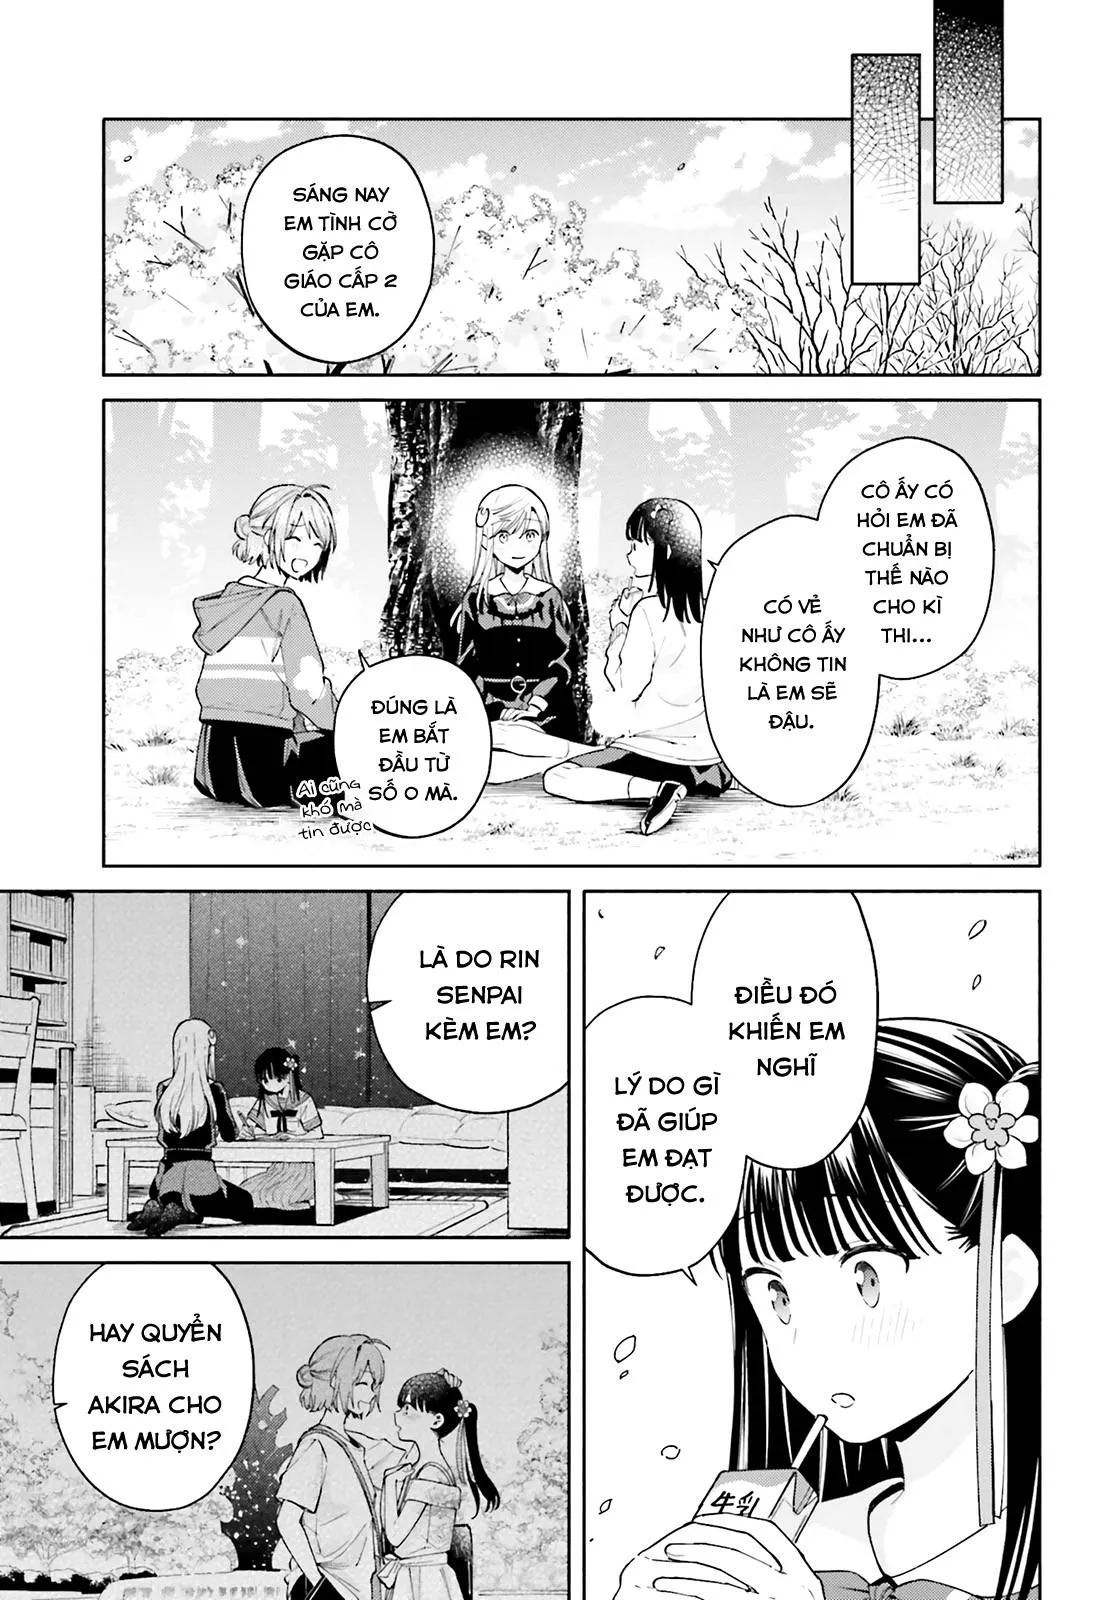 SÁNG NAY
EM TÌNH CỜ
GẶP CÔ
GIÁO CẤP 2
CỦA EM.
CÔ ẤY CÓ
HỎI EM ĐÃ
CHUẨN BỊ
THẾ NÀO
CHO KÌ
THI...
CÓ VẺ
NHƯ CÔ ẤY
KHÔNG TIN
LÀ EM SẼ
ĐẬU.
ĐÚNG LÀ
EM BẮT
ĐẦU TỪ
SỐ 0 MÀ.
Ai cũng
khó mà
tin được
ĐIỀU ĐÓ
KHIẾN EM
NGHĨ
LÝ DO GÌ
ĐÃ GIÚP
EM ĐẠT
ĐƯỢC.
牛乳
LÀ DO RIN
SENPAI
KÈM EM?
HAY QUYỂN
SÁCH
AKIRA CHO
EM MƯỢN?